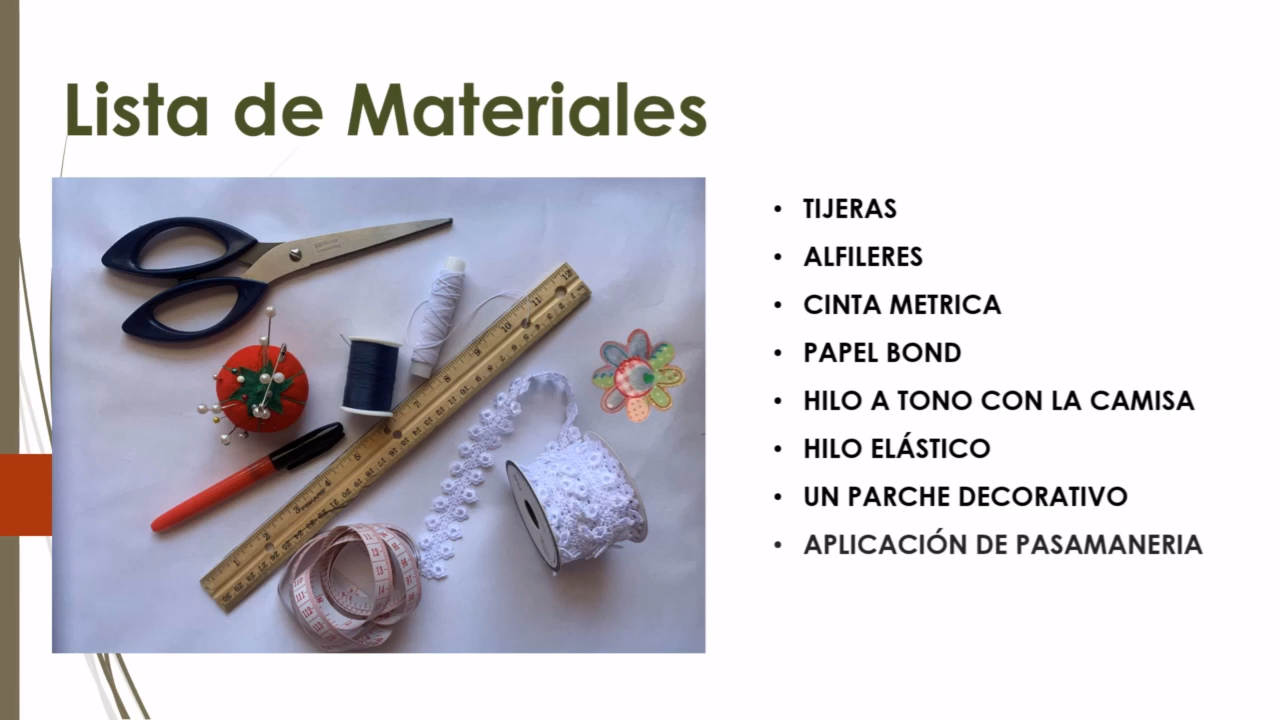 Lista de Materiales
• TIJERAS
• ALFILERES
• CINTA METRICA
• PAPEL BOND
• HILO A TONO CON LA CAMISA
• HILO ELÁSTICO
• UN PARCHE DECORATIVO
• APLICACIÓN DE PASAMANERIA